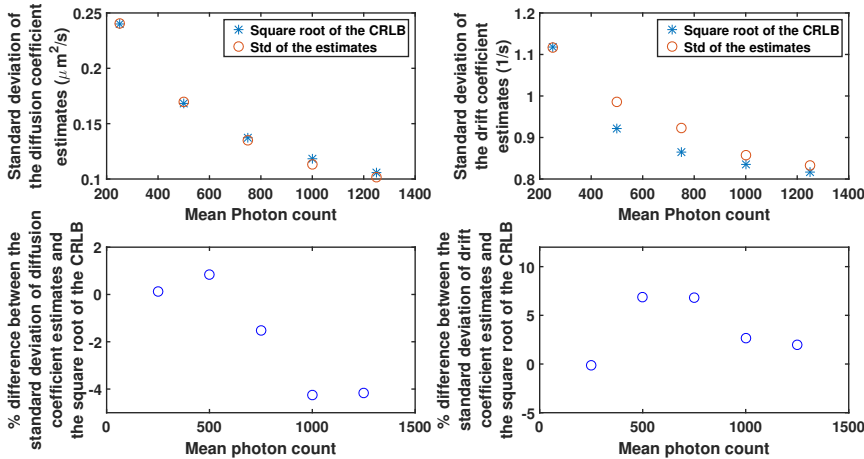 Standard deviation of
the diffusion coefficient
estimates (μ m²/s)
0.25
0.2
0.15
0.1
Square root of the CRLB
Std of the estimates
200 400 600 800 1000 1200 1400
Mean Photon count
Standard deviation of
the drift coefficient
estimates (1/s)
1.2
1.1
1
0.9
0.8
Square root of the CRLB
Std of the estimates
200 400 600 800 1000 1200 1400
Mean Photon count
% difference between the
standard deviation of diffusion
coefficient estimates and
the square root of the CRLB
2
0
-2
-4
0 500 1000 1500
Mean photon count
% difference between the
standard deviation of drift
coefficient estimates and
the square root of the CRLB
10
5
0
-5
0 500 1000 1500
Mean photon count